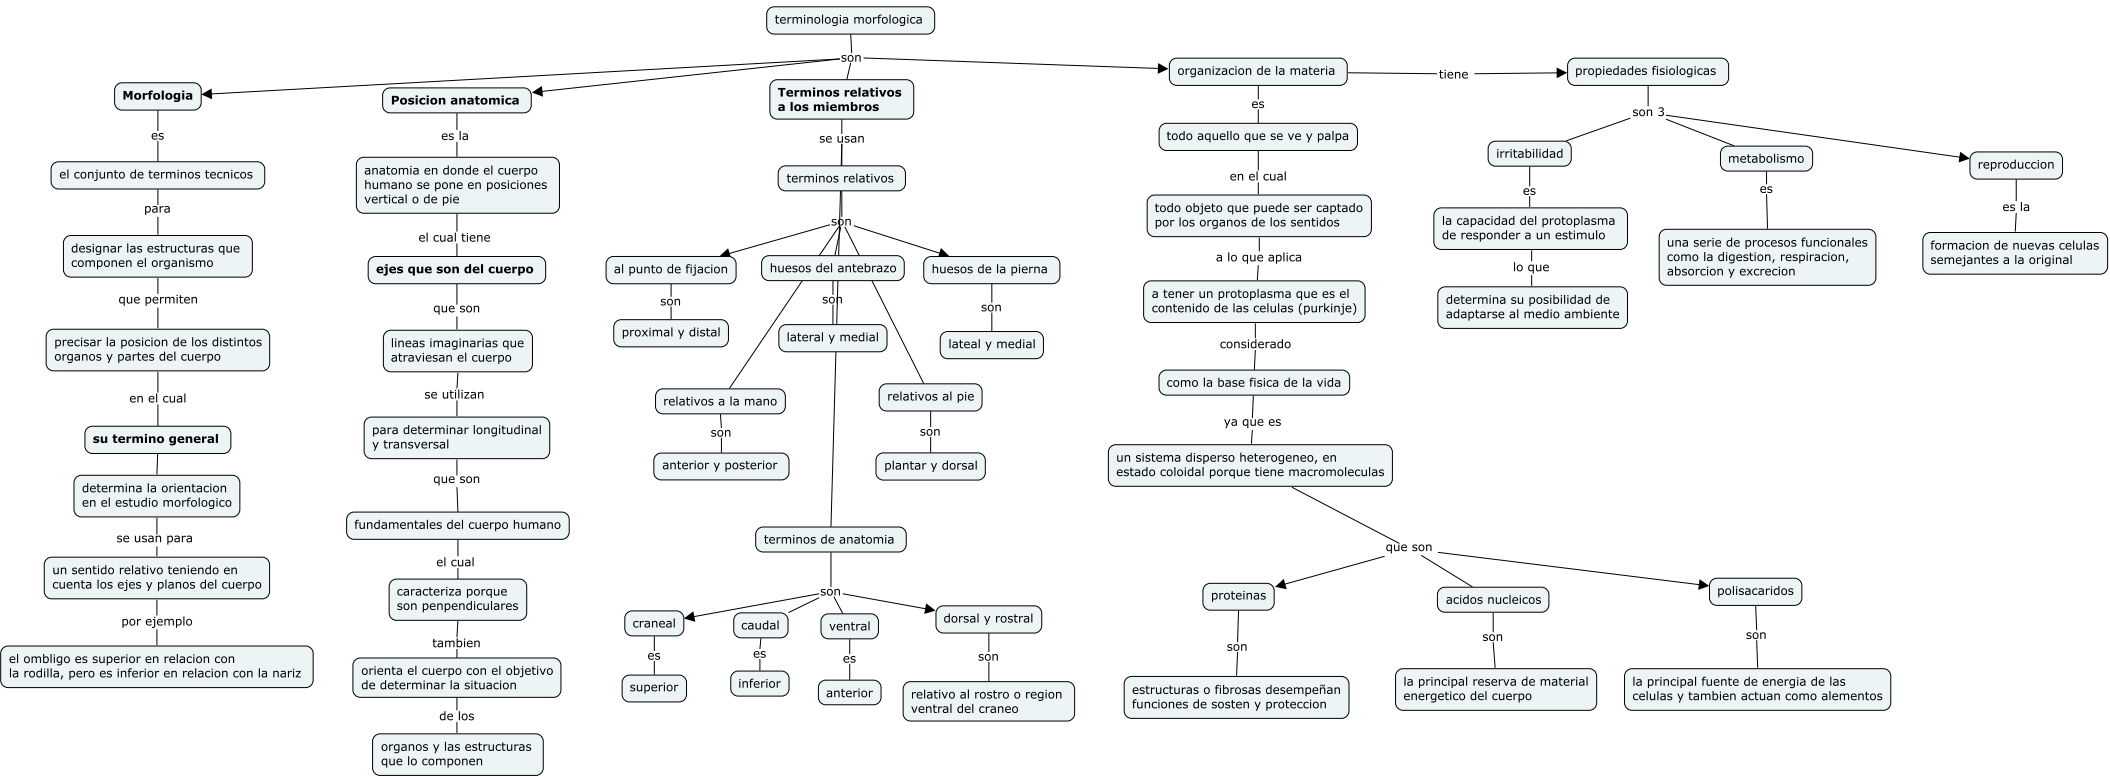 terminologia morfologica
son
Morfologia
es
el conjunto de terminos tecnicos
para
designar las estructuras que
componen el organismo
que permiten
precisar la posicion de los distintos
organos y partes del cuerpo
en el cual
su termino general
determina la orientacion
en el estudio morfologico
se usan para
un sentido relativo teniendo en
cuenta los ejes y planos del cuerpo
por ejemplo
el ombligo es superior en relacion con
la rodilla, pero es inferior en relacion con la nariz
Posicion anatomica
es la
anatomia en donde el cuerpo
humano se pone en posiciones
vertical o de pie
el cual tiene
ejes que son del cuerpo
que son
lineas imaginarias que
atraviesan el cuerpo
se utilizan
para determinar longitudinal
y transversal
que son
fundamentales del cuerpo humano
el cual
caracteriza porque
son penpendiculares
tambien
orienta el cuerpo con el objetivo
de determinar la situacion
de los
organos y las estructuras
que lo componen
Terminos relativos
a los miembros
se usan
terminos relativos
son
al punto de fijacion
son
proximal y distal
huesos del antebrazo
son
lateral y medial
huesos de la pierna
son
lateal y medial
relativos a la mano
son
anterior y posterior
relativos al pie
son
plantar y dorsal
terminos de anatomia
son
craneal
es
superior
caudal
es
inferior
ventral
es
anterior
dorsal y rostral
son
relativo al rostro o region
ventral del craneo
organizacion de la materia
es
todo aquello que se ve y palpa
en el cual
todo objeto que puede ser captado
por los organos de los sentidos
a lo que aplica
a tener un protoplasma que es el
contenido de las celulas (purkinje)
considerado
como la base fisica de la vida
ya que es
un sistema disperso heterogeneo, en
estado coloidal porque tiene macromoleculas
que son
proteinas
son
estructuras o fibrosas desempeñan
funciones de sosten y proteccion
acidos nucleicos
son
la principal reserva de material
energetico del cuerpo
polisacaridos
son
la principal fuente de energia de las
celulas y tambien actuan como alementos
tiene
propiedades fisiologicas
son 3
irritabilidad
es
la capacidad del protoplasma
de responder a un estimulo
lo que
determina su posibilidad de
adaptarse al medio ambiente
metabolismo
es
una serie de procesos funcionales
como la digestion, respiracion,
absorcion y excrecion
reproduccion
es la
formacion de nuevas celulas
semejantes a la original